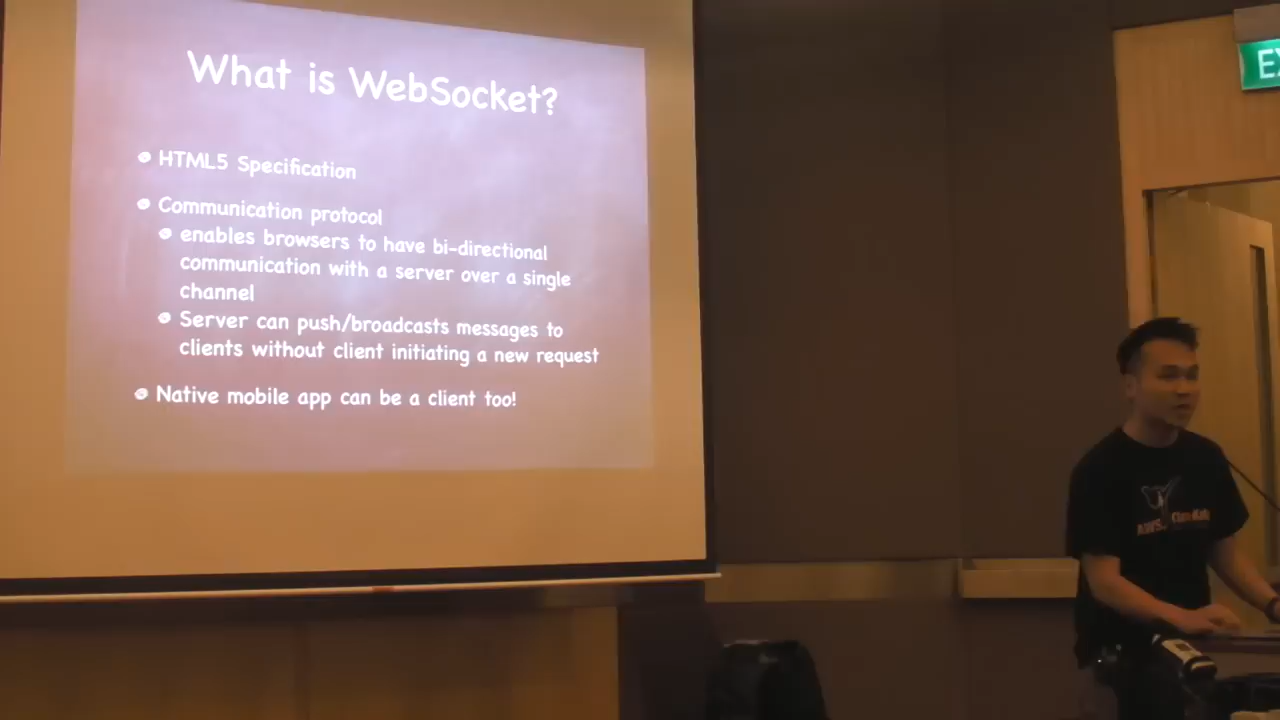 What is WebSocket?
HTML5 Specification
Communication protocol
enables browsers to have bi-directional
communication with a server over a single
channel
Server can push/broadcasts messages to
clients without client initiating a new request
Native mobile app can be a client too!
EX
AWS